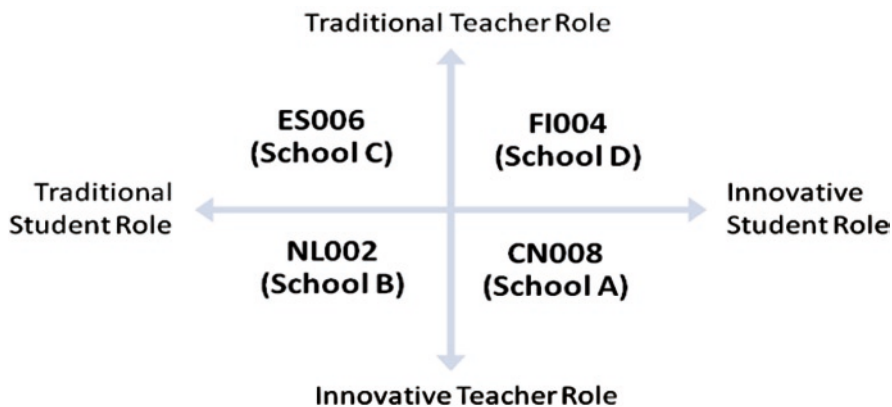 Traditional Teacher Role
ES006
(School C)
FI004
(School D)
Traditional
Student Role
Innovative
Student Role
NL002
(School B)
CN008
(School A)
Innovative Teacher Role